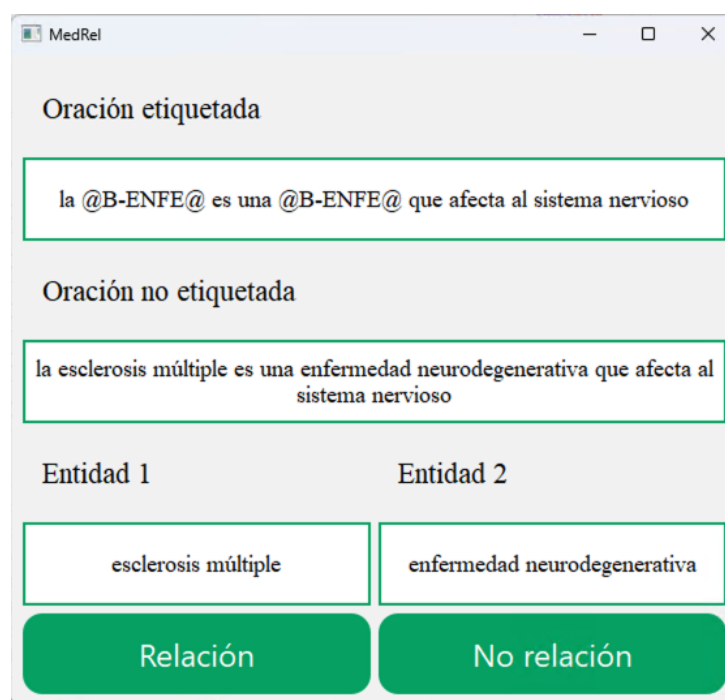 MedRel
Oración etiquetada
la @B-ENFE@ es una @B-ENFE@ que afecta al sistema nervioso
Oración no etiquetada
la esclerosis múltiple es una enfermedad neurodegenerativa que afecta al
sistema nervioso
Entidad 1
Entidad 2
esclerosis múltiple
enfermedad neurodegenerativa
Relación
No relación